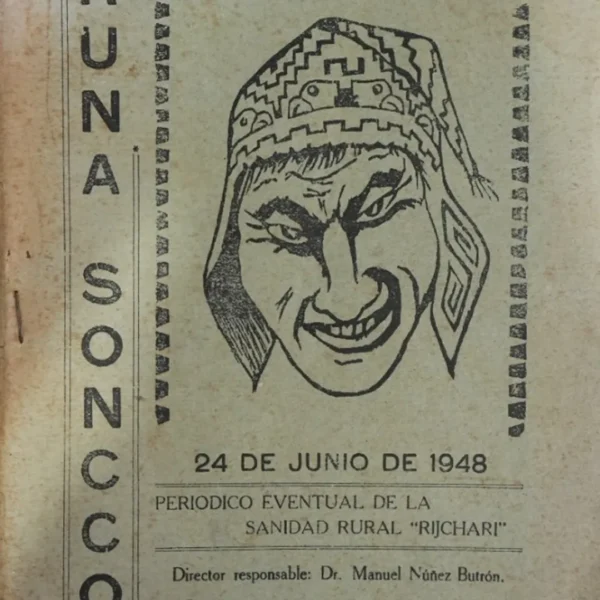 RUNA SONCCO
24 DE JUNIO DE 1948
PERIODICO EVENTUAL DE LA
SANIDAD RURAL "RIJCHARI"
Director responsable: Dr. Manuel Núñez Butrón.